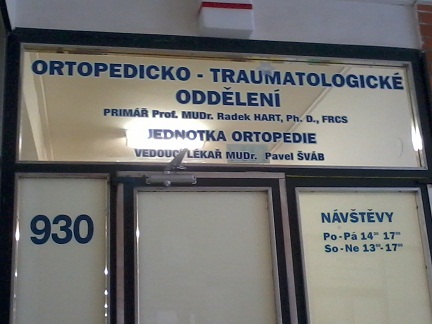 ORTOPEDICKO - TRAUMATOLOGICKÉ
ODDĚLENÍ
PRIMÁŘ Prof. MUDr. Radek HART, Ph. D., FRCS
JEDNOTKA ORTOPEDIE
VEDOUCÍ LÉKAŘ MUDr. Pavel ŠVÁB
930
NÁVŠTĚVY
Po - Pá 14³⁰ 17⁰⁰
So - Ne 13⁰⁰- 17⁰⁰